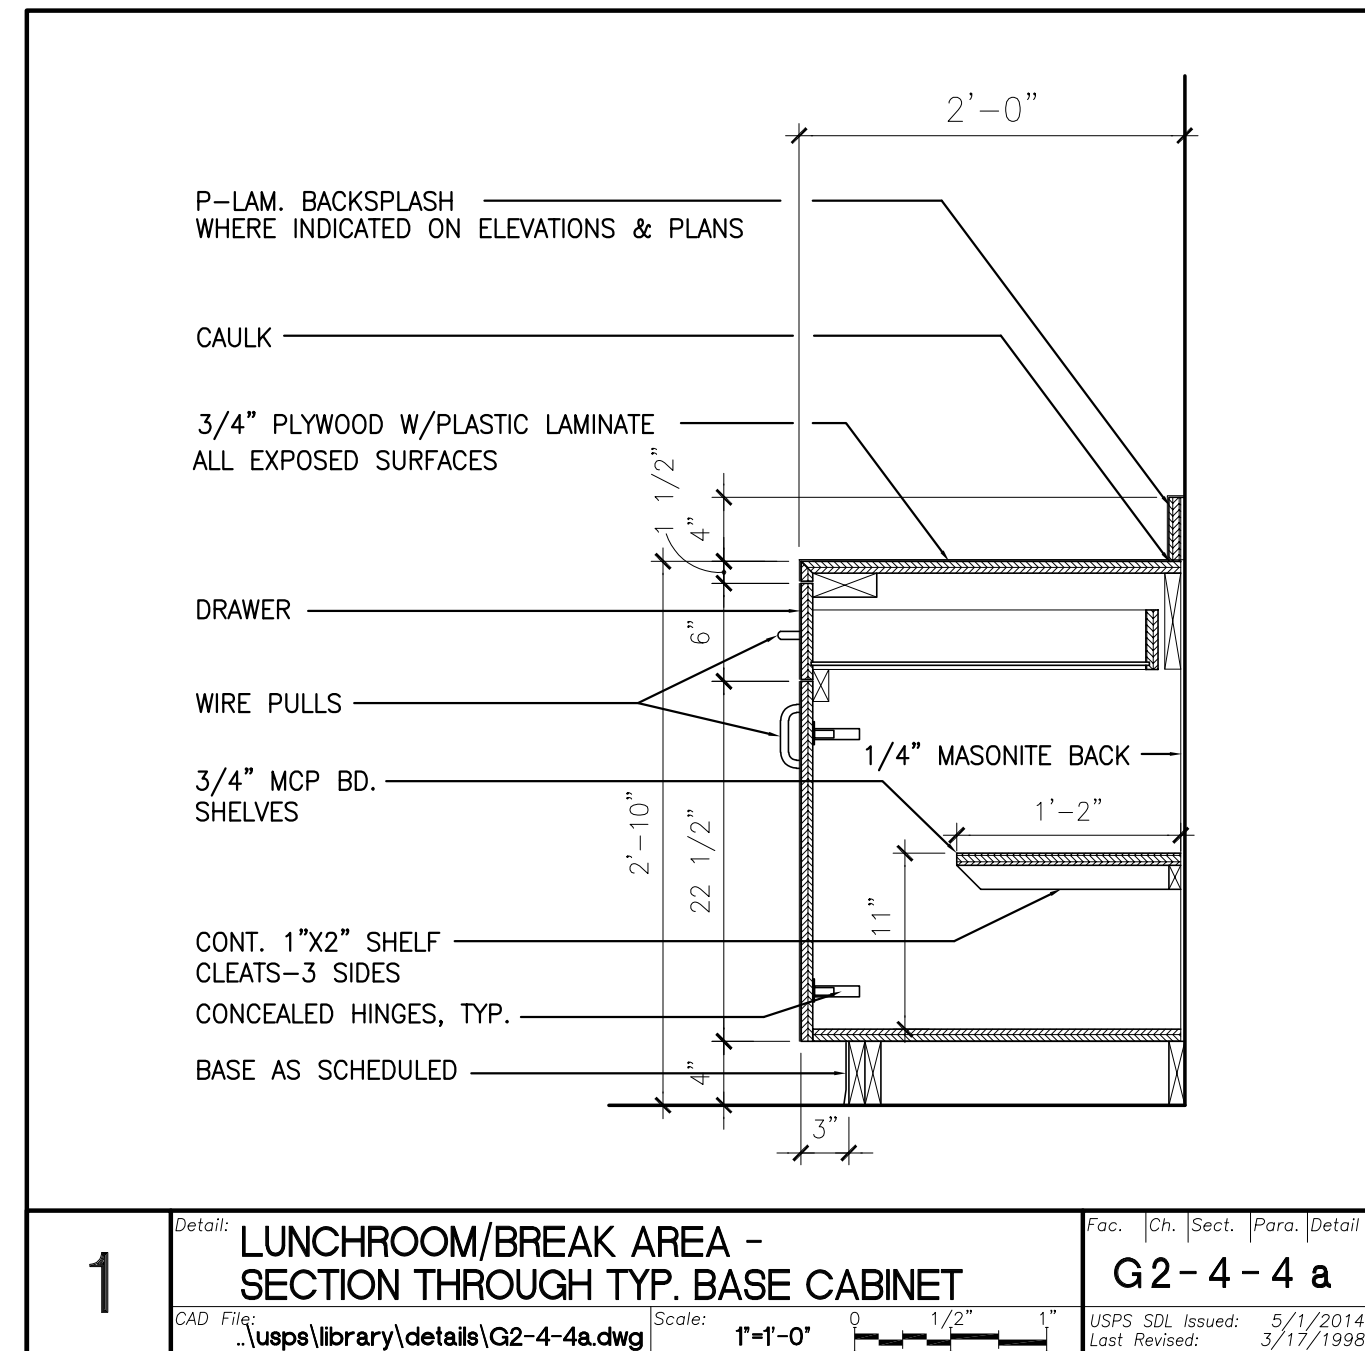 2'-0"
P-LAM. BACKSPLASH
WHERE INDICATED ON ELEVATIONS & PLANS
CAULK
3/4" PLYWOOD W/PLASTIC LAMINATE
ALL EXPOSED SURFACES
1 1/2"
4"
DRAWER
6"
WIRE PULLS
1/4" MASONITE BACK
3/4" MCP BD.
SHELVES
1'-2"
2'-10"
22 1/2"
11"
CONT. 1"X2" SHELF
CLEATS-3 SIDES
CONCEALED HINGES, TYP.
BASE AS SCHEDULED
4"
3"
1
Detail: LUNCHROOM/BREAK AREA -
SECTION THROUGH TYP. BASE CABINET
Fac. Ch. Sect. Para. Detail
G2-4-4 a
CAD File: ..\usps\library\details\G2-4-4a.dwg
Scale: 1"=1'-0"
0 1/2" 1"
USPS SDL Issued: 5/1/2014
Last Revised: 3/17/1998